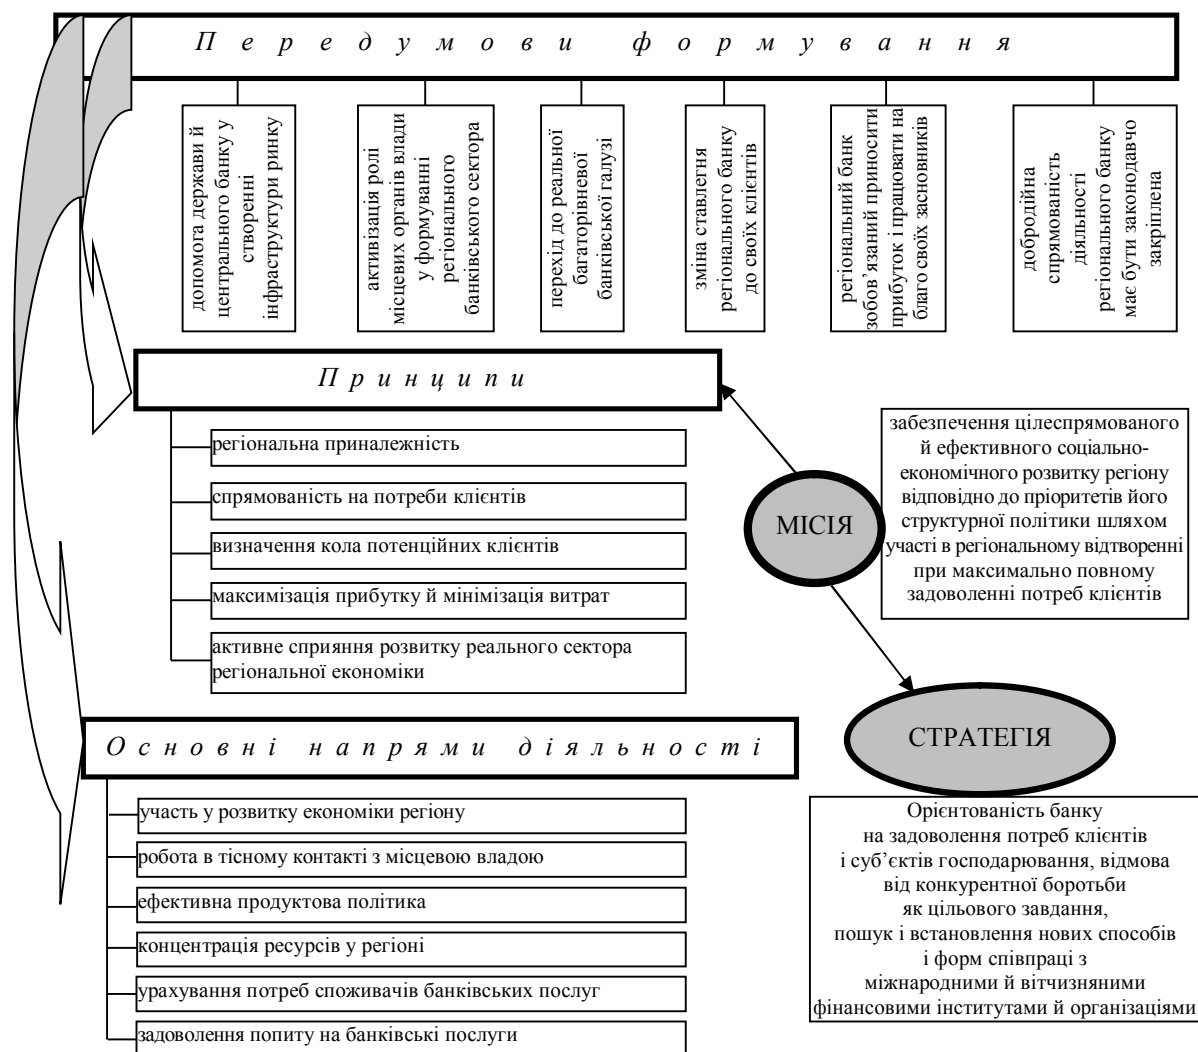 Передумови формування
допомога держави й
центрального банку у
створенні
інфраструктури ринку
активізація ролі
місцевих органів влади
у формуванні
регіонального
банківського сектора
перехід до реальної
багаторівневої
банківської галузі
зміна ставлегня
регіонального банку
до своїх клієнтів
регіональний банк
зобов’язаний приносити
прибуток і працювати на
благо своїх засновників
добродійна
спрямованість
діяльності
регіонального банку
має бути законодавчо
закріплена
Принципи
регіональна приналежність
спрямованість на потреби клієнтів
визначення кола потенційних клієнтів
максимізація прибутку й мінімізація витрат
активне сприяння розвитку реального сектора
регіональної економіки
МІСІЯ
забезпечення цілеспрямованого
й ефективного соціально-
економічного розвитку регіону
відповідно до пріоритетів його
структурної політики шляхом
участі в регіональному відтворенні
при максимально повному
задоволенні потреб клієнтів
СТРАТЕГІЯ
Орієнтованість банку
на задоволення потреб клієнтів
і суб’єктів господарювання, відмова
від конкурентної боротьби
як цільового завдання,
пошук і встановлення нових способів
і форм співпраці з
міжнародними й вітчизняними
фінансовими інститутами й організаціями
Основні напрями діяльності
участь у розвитку економіки регіону
робота в тісному контакті з місцевою владою
ефективна продуктова політика
концентрація ресурсів у регіоні
урахування потреб споживачів банківських послуг
задоволення попиту на банківські послуги